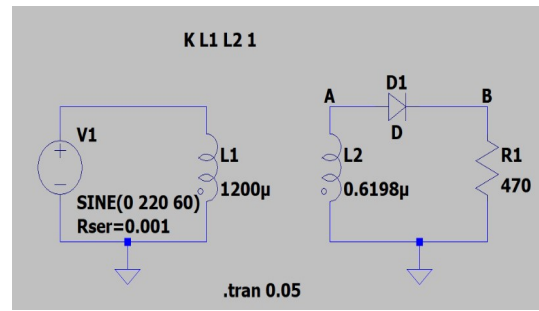 K L1 L2 1
D1
A
B
V1
D
L1
L2
R1
1200µ
0.6198µ
470
SINE(0 220 60)
Rser=0.001
.tran 0.05